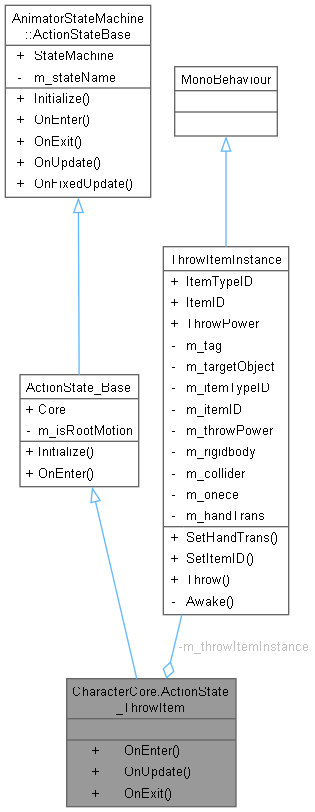 AnimatorStateMachine
::ActionStateBase
+ StateMachine
- m_stateName
+ Initialize()
+ OnEnter()
+ OnExit()
+ OnUpdate()
+ OnFixedUpdate()
MonoBehaviour
ThrowItemInstance
+ ItemTypeID
+ ItemID
+ ThrowPower
- m_tag
- m_targetObject
- m_itemTypeID
- m_itemID
- m_throwPower
- m_rigidbody
- m_collider
- m_onece
- m_handTrans
+ SetHandTrans()
+ SetItemID()
+ Throw()
- Awake()
ActionState_Base
+ Core
- m_isRootMotion
+ Initialize()
+ OnEnter()
-m_throwItemInstance
CharacterCore.ActionState
_ThrowItem
+ OnEnter()
+ OnUpdate()
+ OnExit()